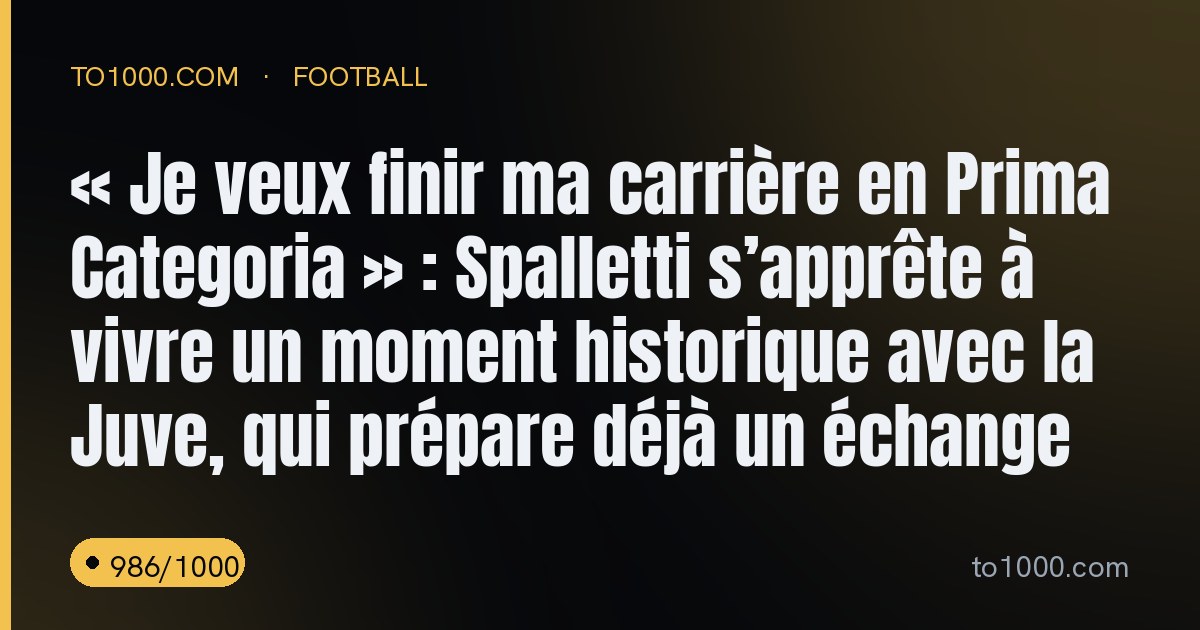 TO1000.COM · FOOTBALL
« Je veux finir ma carrière en Prima
Categoria » : Spalletti s’apprête à
vivre un moment historique avec la
Juve, qui prépare déjà un échange
986/1000
to1000.com